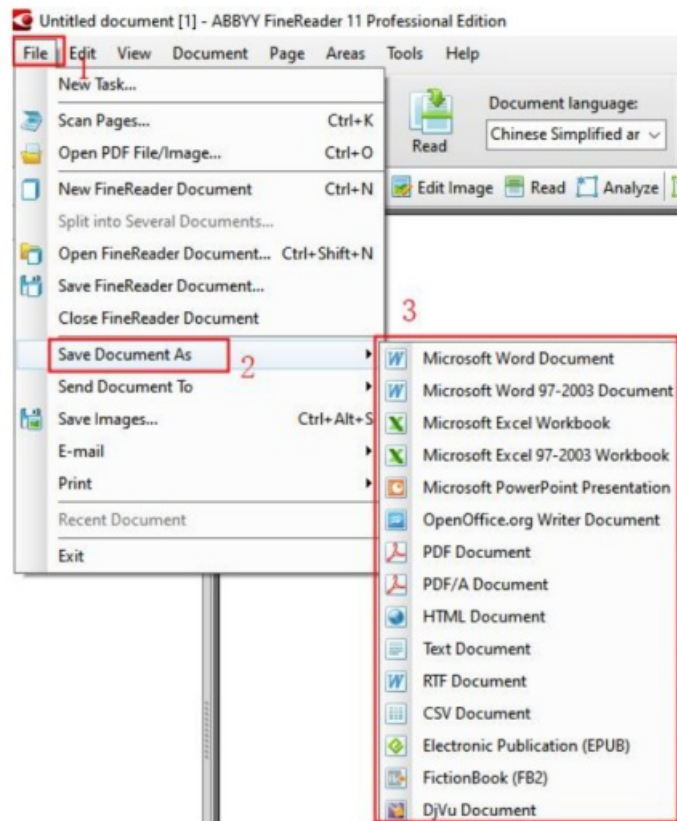 Untitled document [1] - ABBYY FineReader 11 Professional Edition
File Edit View Document Page Areas Tools Help
1
New Task...
Scan Pages... Ctrl+K
Open PDF File/Image... Ctrl+O
New FineReader Document Ctrl+N
Split into Several Documents...
Open FineReader Document... Ctrl+Shift+N
Save FineReader Document...
Close FineReader Document
Save Document As
2
Send Document To
Save Images... Ctrl+Alt+S
E-mail
Print
Recent Document
Exit
Read
Document language:
Chinese Simplified ar
Edit Image Read Analyze
3
Microsoft Word Document
Microsoft Word 97-2003 Document
Microsoft Excel Workbook
Microsoft Excel 97-2003 Workbook
Microsoft PowerPoint Presentation
OpenOffice.org Writer Document
PDF Document
PDF/A Document
HTML Document
Text Document
RTF Document
CSV Document
Electronic Publication (EPUB)
FictionBook (FB2)
DjVu Document